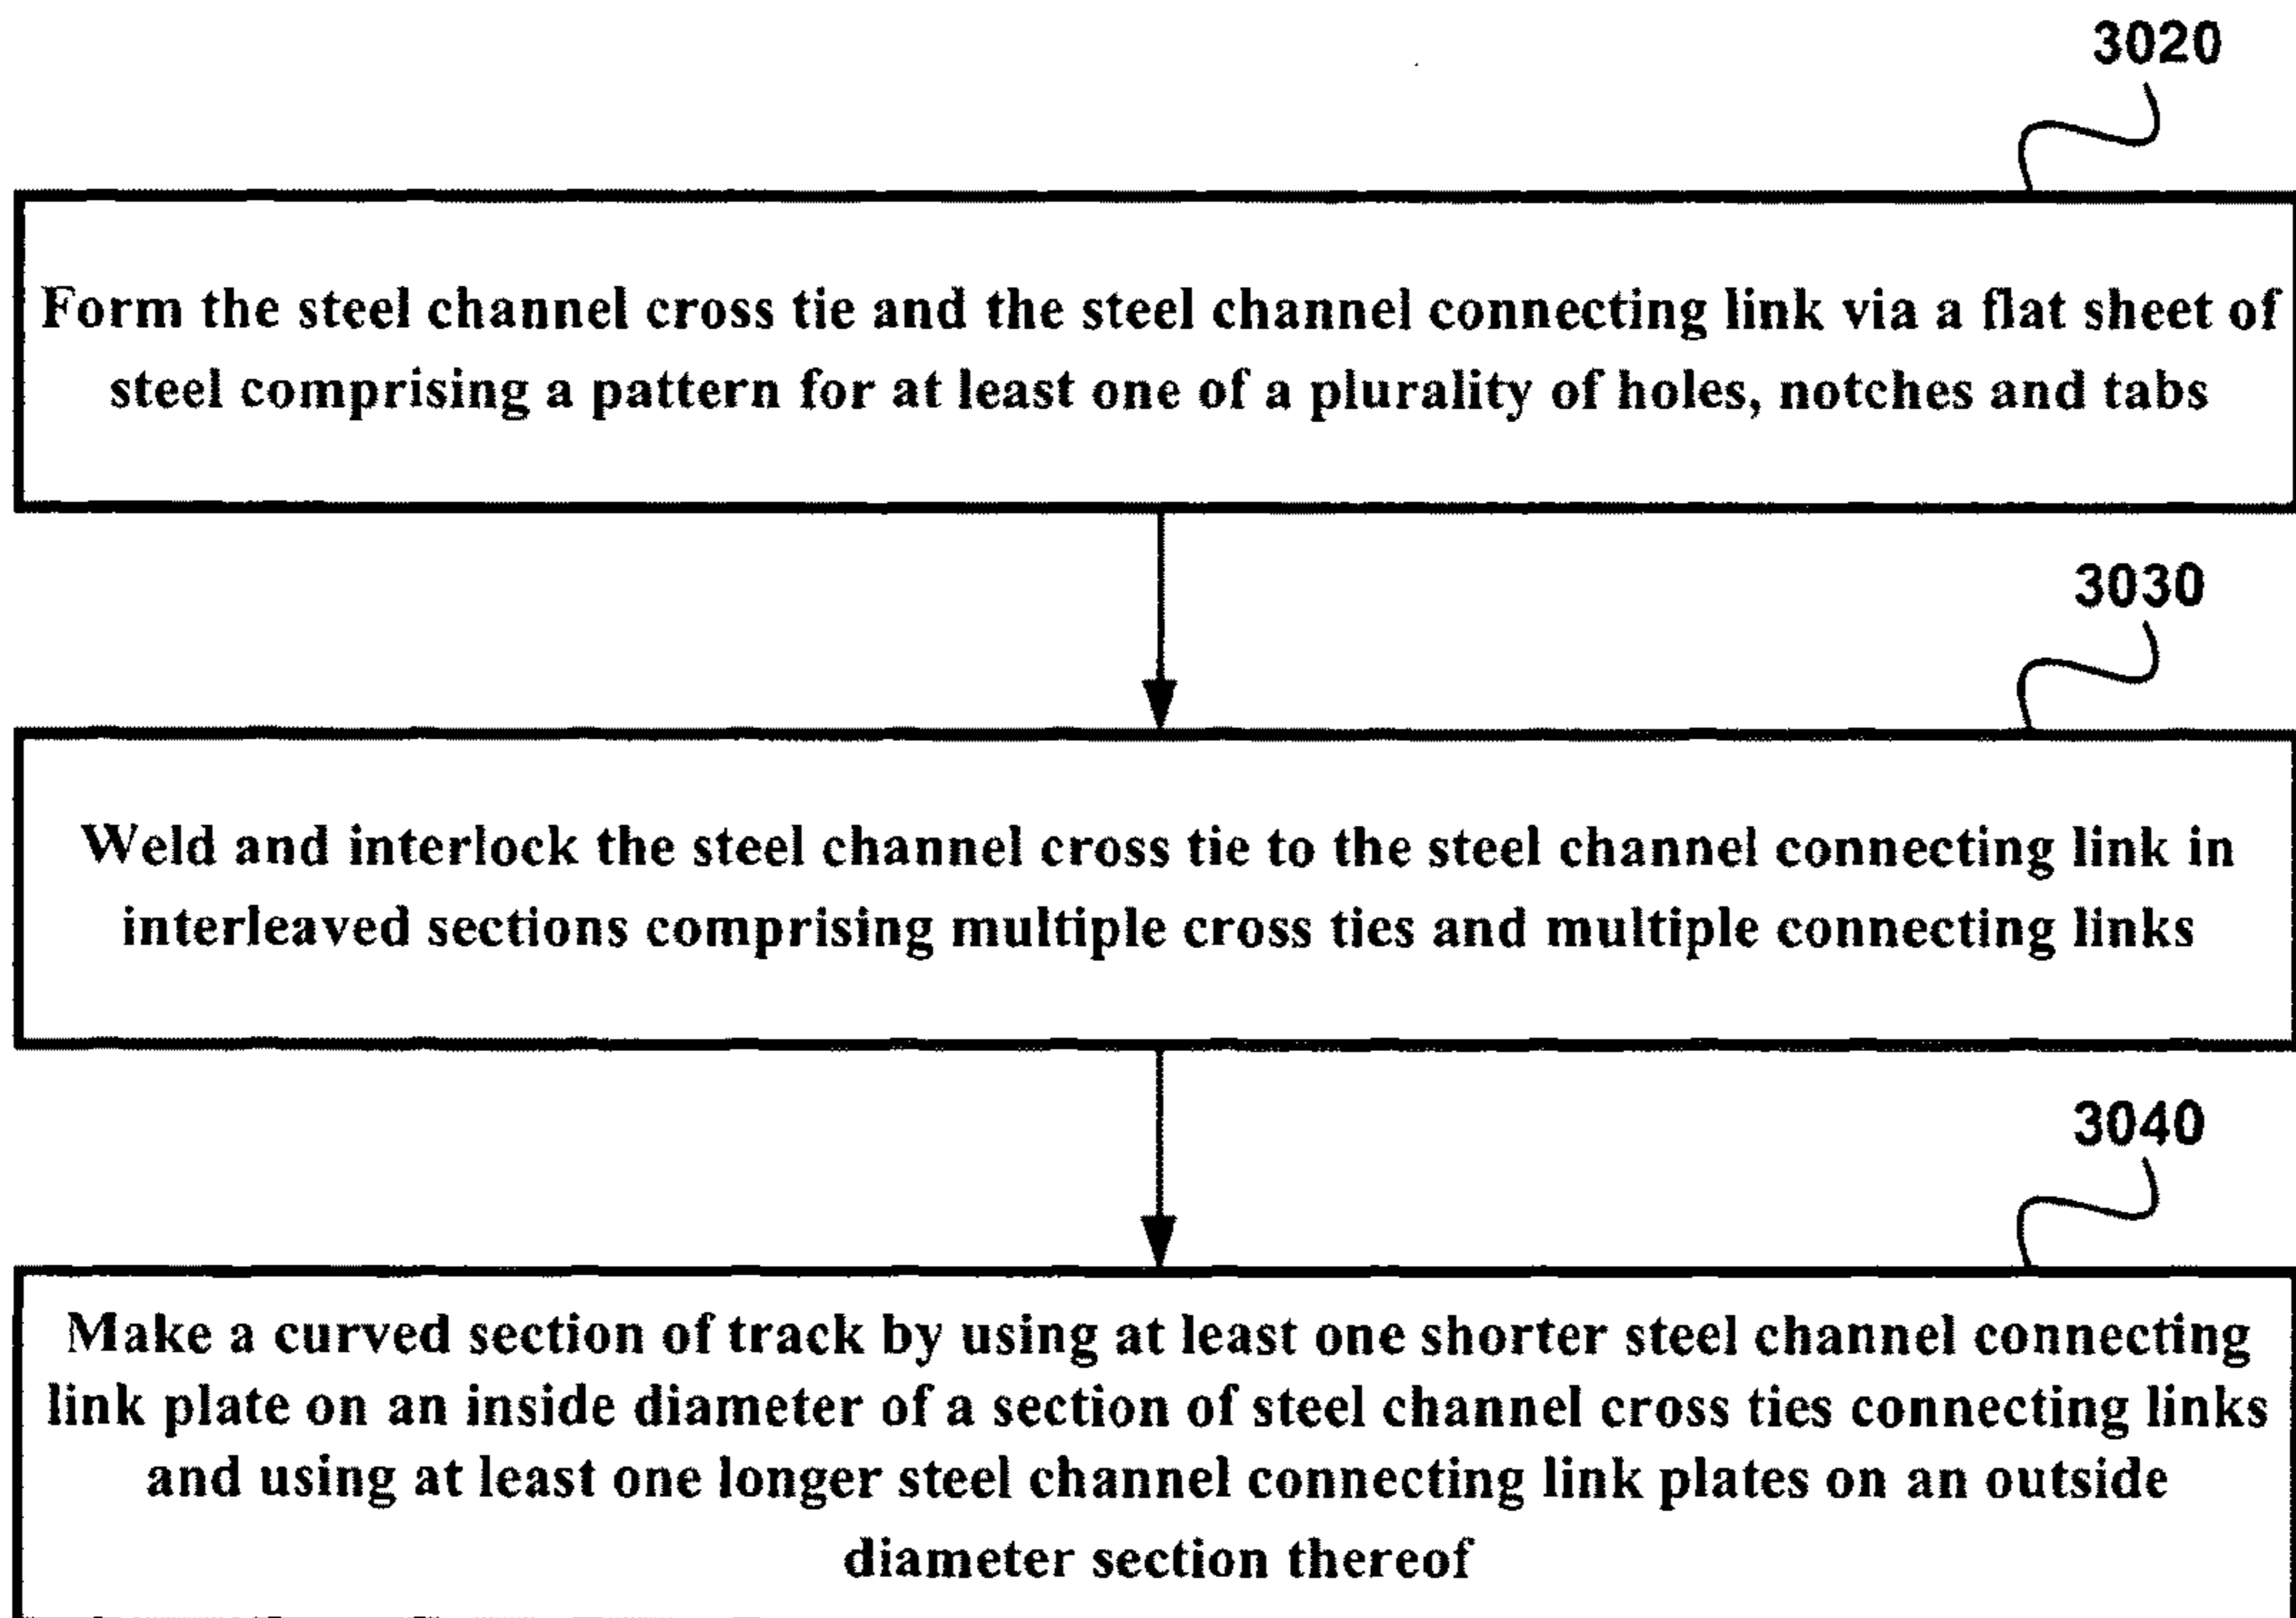 3020
Form the steel channel cross tie and the steel channel connecting link via a flat sheet of
steel comprising a pattern for at least one of a plurality of holes, notches and tabs
3030
Weld and interlock the steel channel cross tie to the steel channel connecting link in
interleaved sections comprising multiple cross ties and multiple connecting links
3040
Make a curved section of track by using at least one shorter steel channel connecting
link plate on an inside diameter of a section of steel channel cross ties connecting links
and using at least one longer steel channel connecting link plates on an outside
diameter section thereof